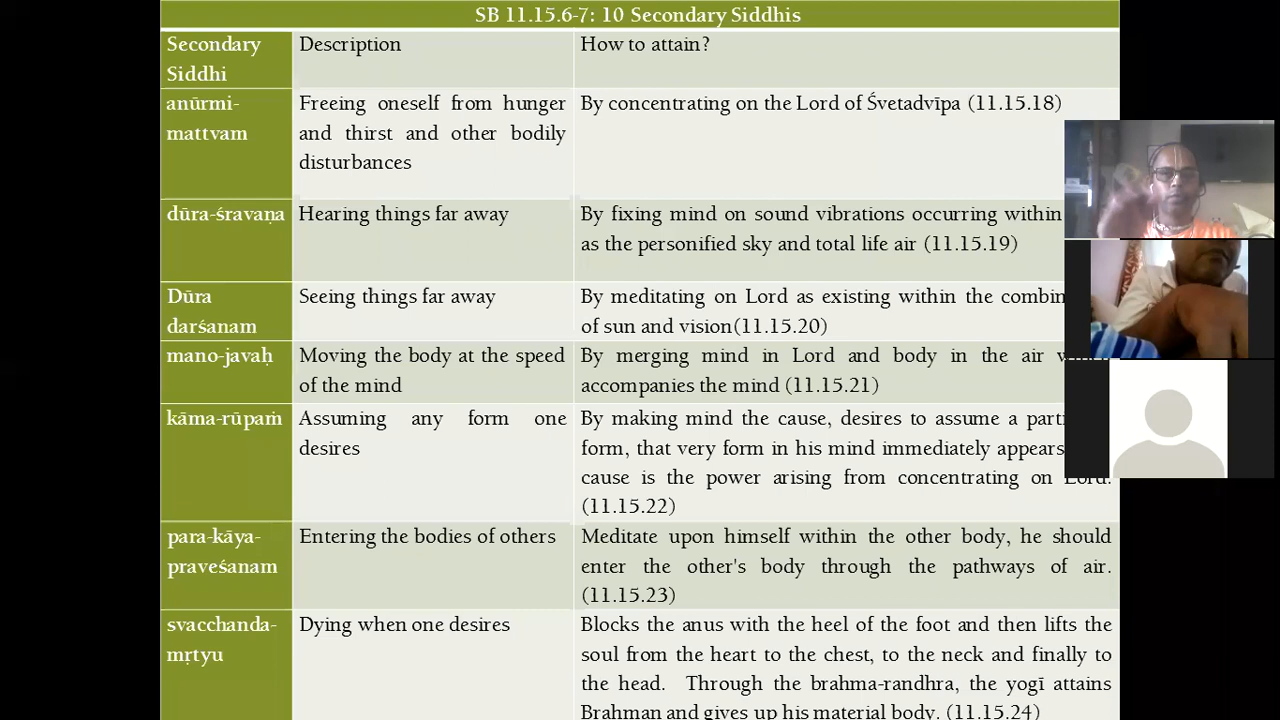 SB 11.15.6-7: 10 Secondary Siddhis
Secondary Siddhi
Description
How to attain?
anūrmi-
mattvam
Freeing oneself from hunger
and thirst and other bodily
disturbances
By concentrating on the Lord of Śvetadvīpa (11.15.18)
dūra-śravaṇa
Hearing things far away
By fixing mind on sound vibrations occurring within
as the personified sky and total life air (11.15.19)
Dūra
darśanam
Seeing things far away
By meditating on Lord as existing within the
of sun and vision(11.15.20)
mano-javaḥ
Moving the body at the speed
of the mind
By merging mind in Lord and body in the air
accompanies the mind (11.15.21)
kāma-rūpaṁ
Assuming any form one
desires
By making mind the cause, desires to assume a
form, that very form in his mind immediately appears
cause is the power arising from concentrating on Lord.
(11.15.22)
para-kāya-
praveśanam
Entering the bodies of others
Meditate upon himself within the other body, he should
enter the other's body through the pathways of air.
(11.15.23)
svacchanda-
mṛtyu
Dying when one desires
Blocks the anus with the heel of the foot and then lifts the
soul from the heart to the chest, to the neck and finally to
the head. Through the brahma-randhra, the yogī attains
Brahman and gives up his material body. (11.15.24)